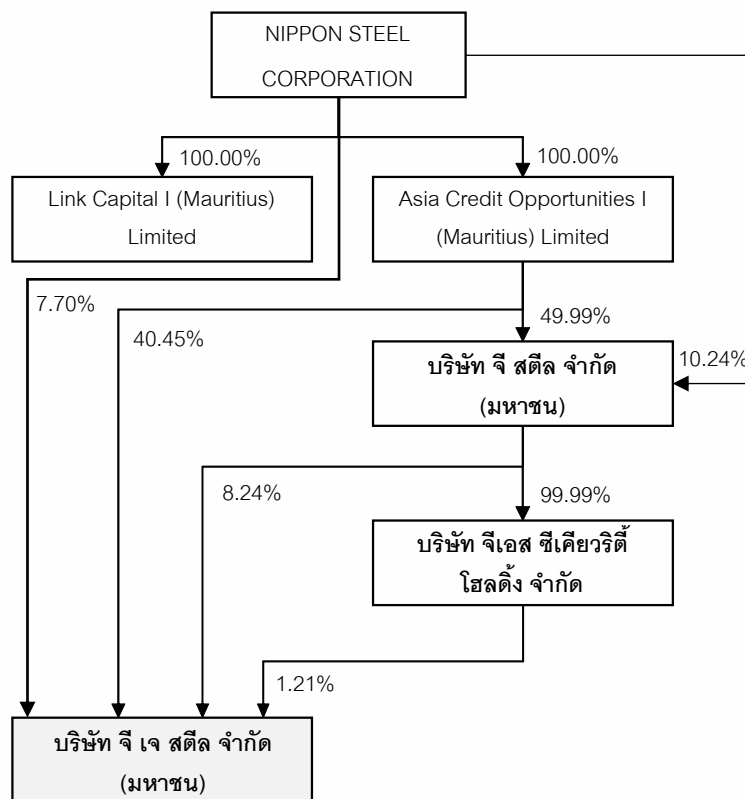 NIPPON STEEL
CORPORATION
100.00%
100.00%
Link Capital I (Mauritius)
Limited
Asia Credit Opportunities I
(Mauritius) Limited
7.70%
40.45%
49.99%
บริษัท จี สตีล จำกัด
(มหาชน)
10.24%
8.24%
99.99%
บริษัท จีเอส ซีเคียวริตี้
โฮลดิ้ง จำกัด
1.21%
บริษัท จี เจ สตีล จำกัด
(มหาชน)